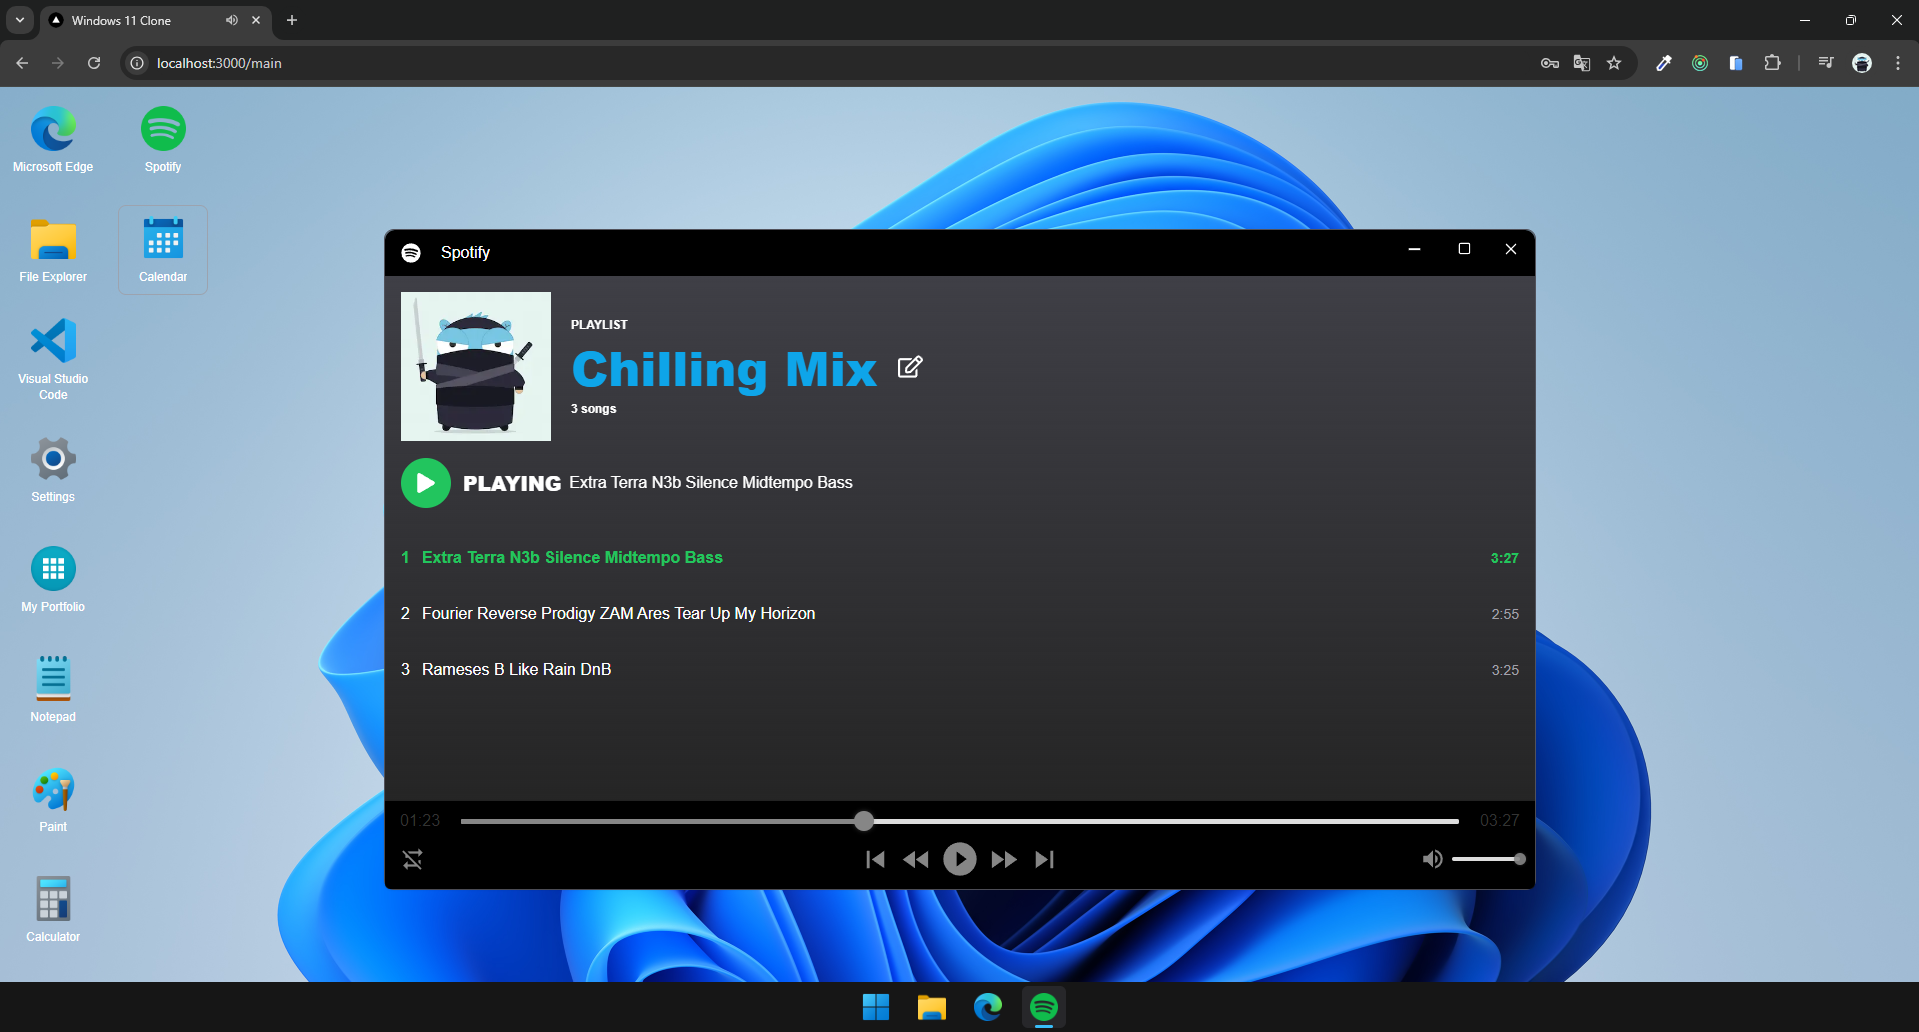 Windows 11 Clone
localhost:3000/main
Microsoft Edge
Spotify
File Explorer
Calendar
Visual Studio
Code
Settings
My Portfolio
Notepad
Paint
Calculator
Spotify
PLAYLIST
Chilling Mix
3 songs
PLAYING Extra Terra N3b Silence Midtempo Bass
1 Extra Terra N3b Silence Midtempo Bass 3:27
2 Fourier Reverse Prodigy ZAM Ares Tear Up My Horizon 2:55
3 Rameses B Like Rain DnB 3:25
01:23 03:27